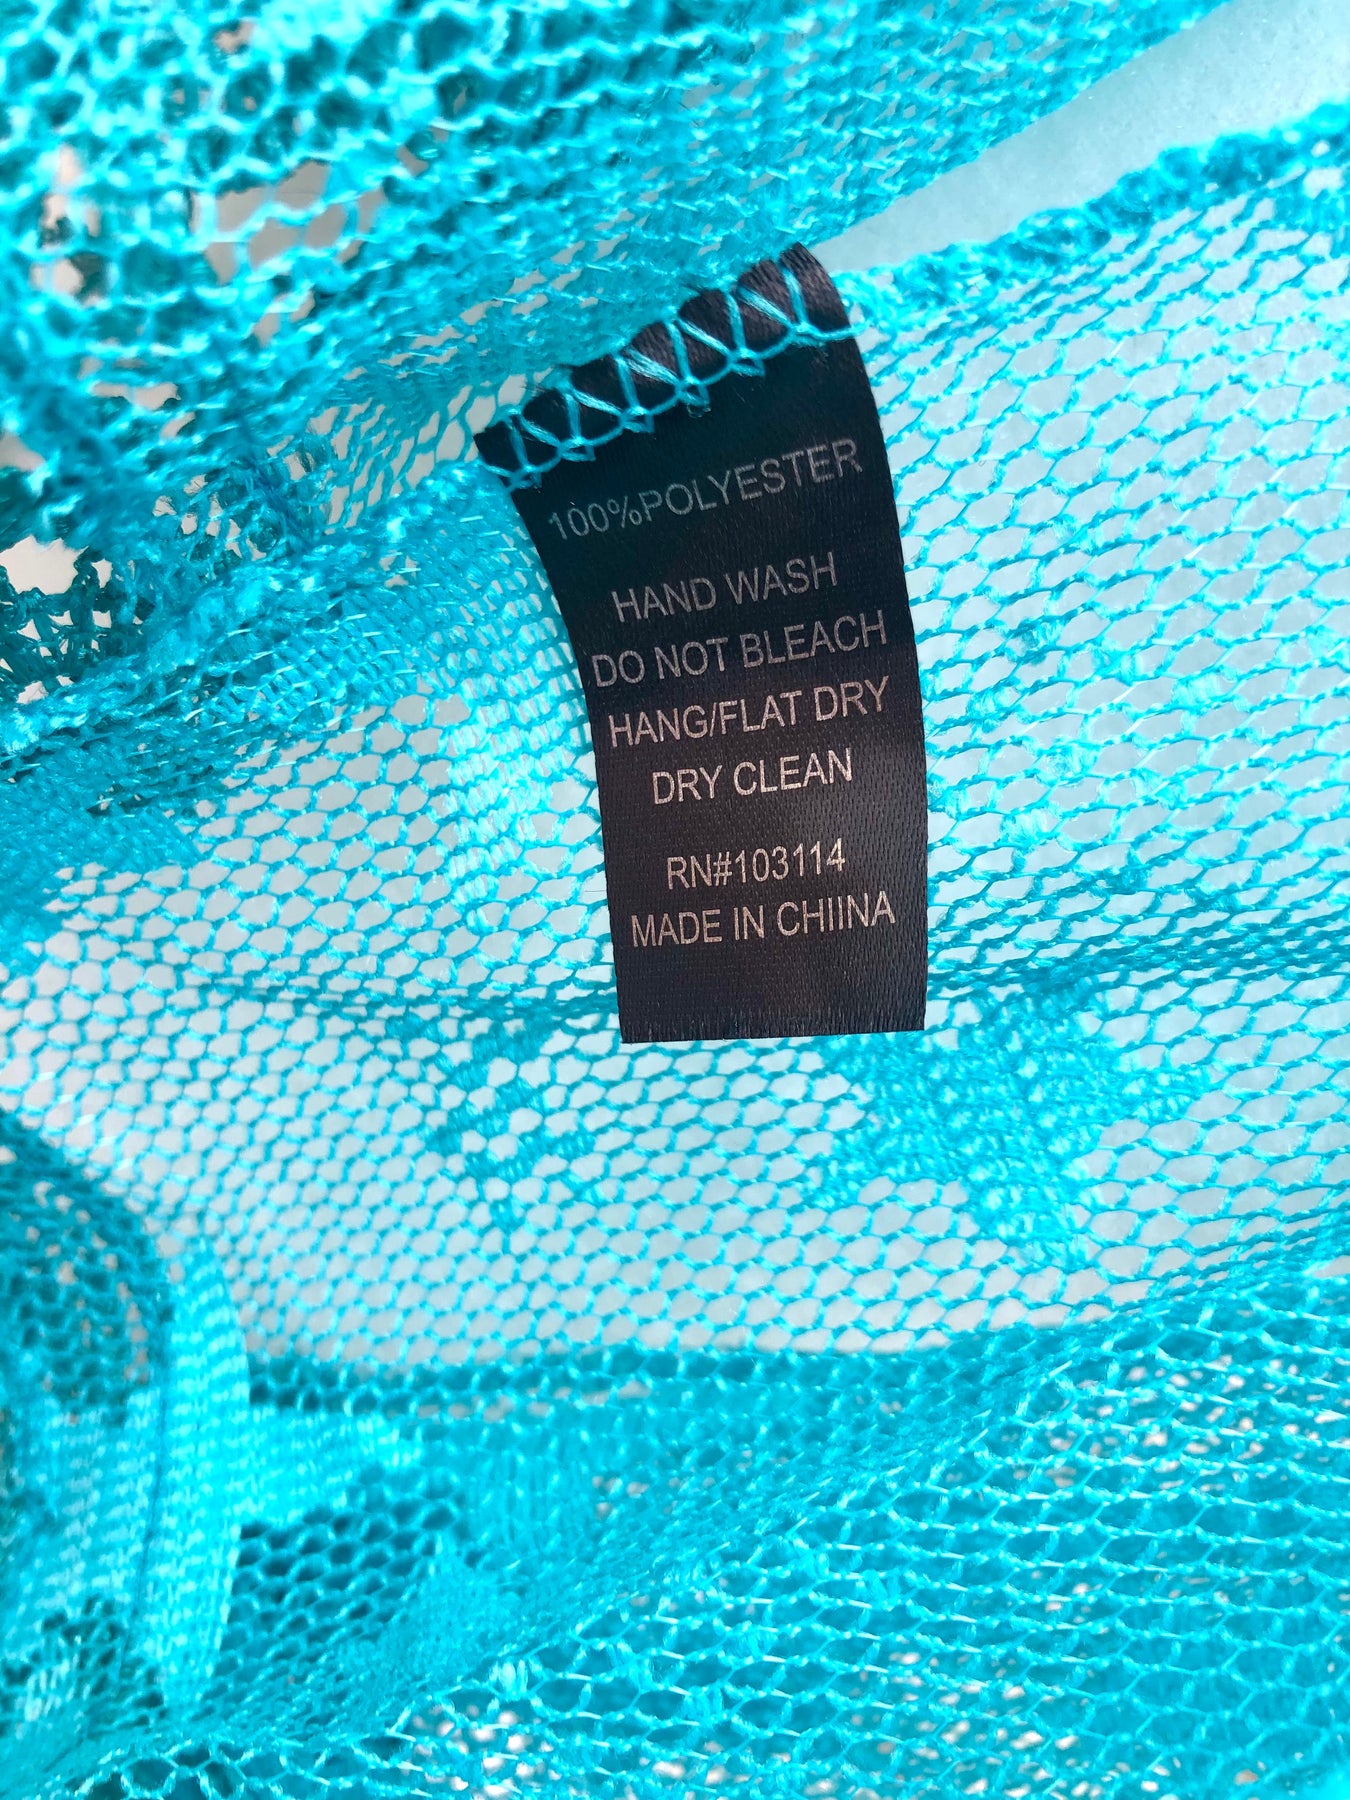 100%POLYESTER
HAND WASH
DO NOT BLEACH
HANG/FLAT DRY
DRY CLEAN
RN#103114
MADE IN CHIINA